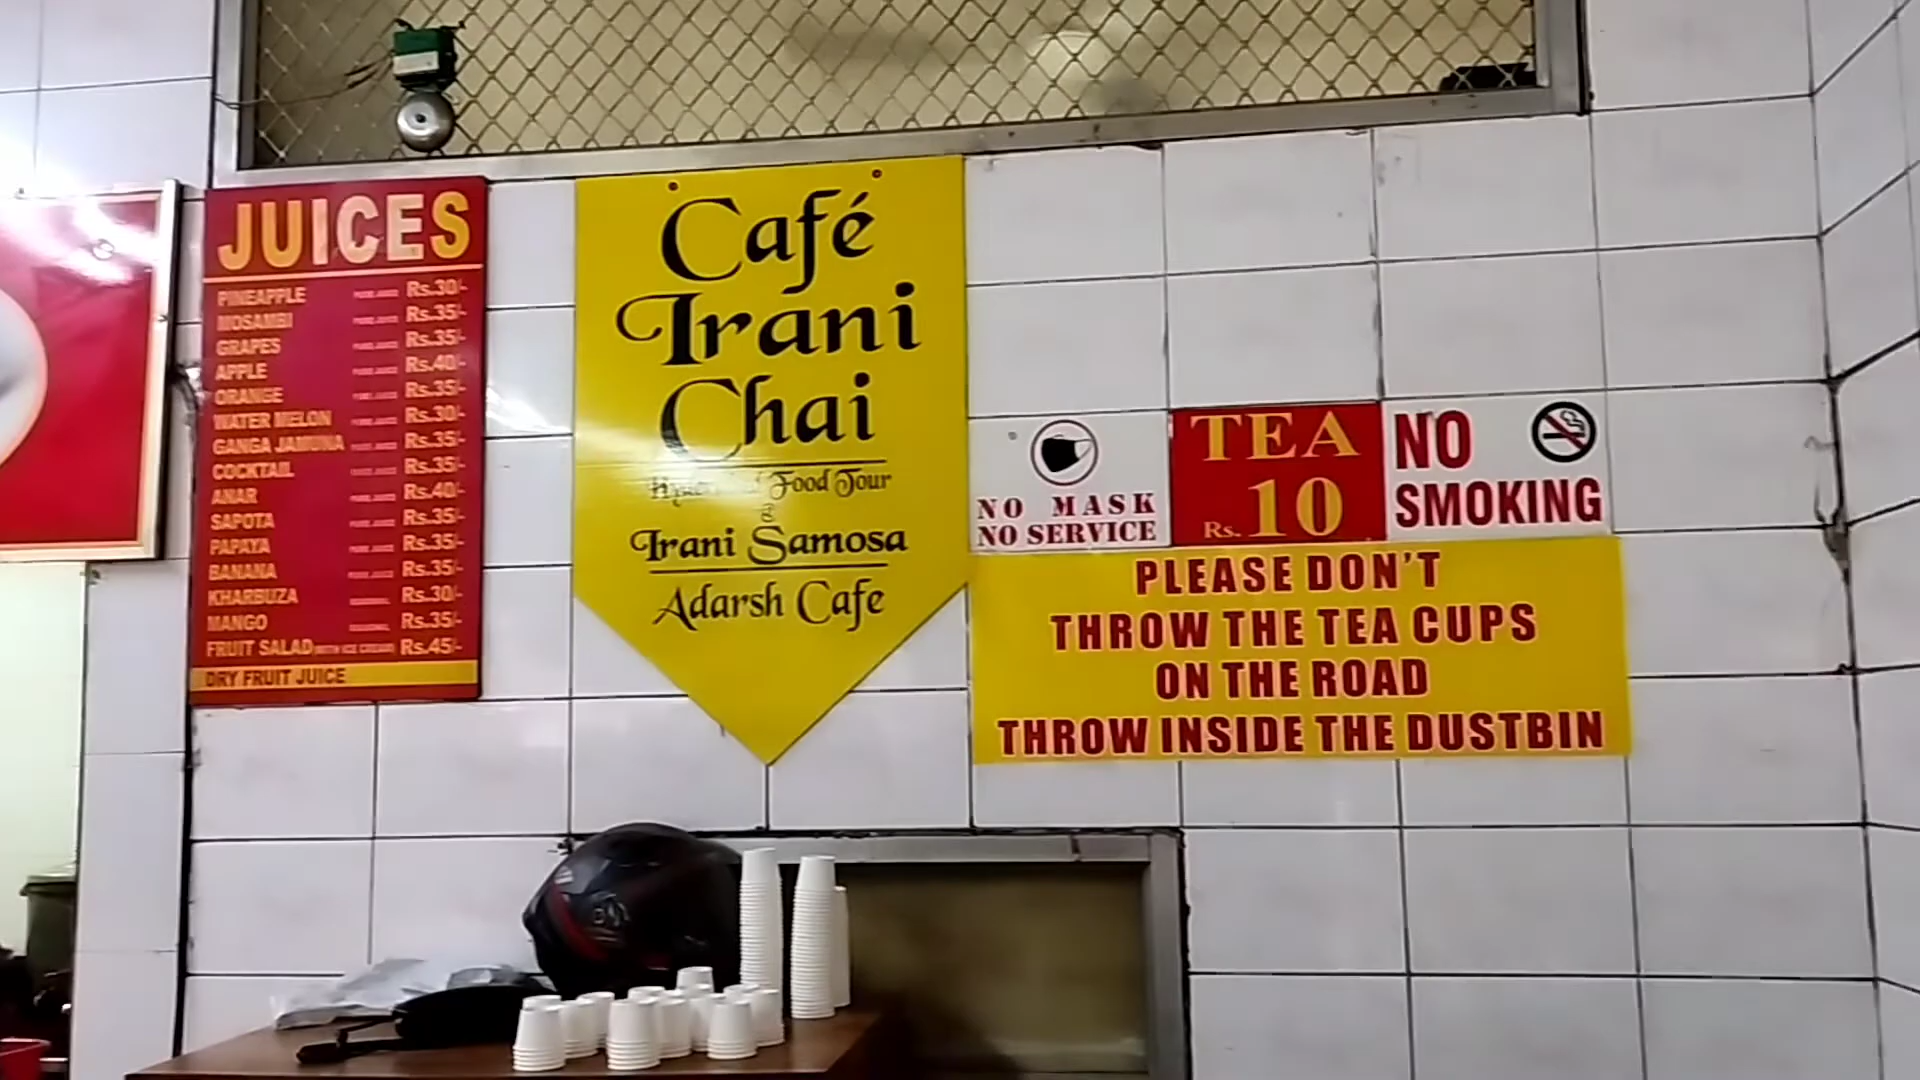 JUICES
PINEAPPLE Rs.30/-
MOSAMBI Rs.35/-
GRAPES Rs.35/-
APPLE Rs.40/-
ORANGE Rs.35/-
WATER MELON Rs.30/-
GANGA JAMUNA Rs.35/-
COCKTAIL Rs.35/-
ANAR Rs.40/-
SAPOTA Rs.35/-
PAPAYA Rs.35/-
BANANA Rs.35/-
KHARBUZA Rs.30/-
MANGO Rs.35/-
FRUIT SALAD (WITH ICE CREAM) Rs.45/-
DRY FRUIT JUICE
Café
Irani
Chai
Food Tour
@
Irani Samosa
Adarsh Cafe
NO MASK
NO SERVICE
TEA
Rs. 10
NO
SMOKING
PLEASE DON'T
THROW THE TEA CUPS
ON THE ROAD
THROW INSIDE THE DUSTBIN